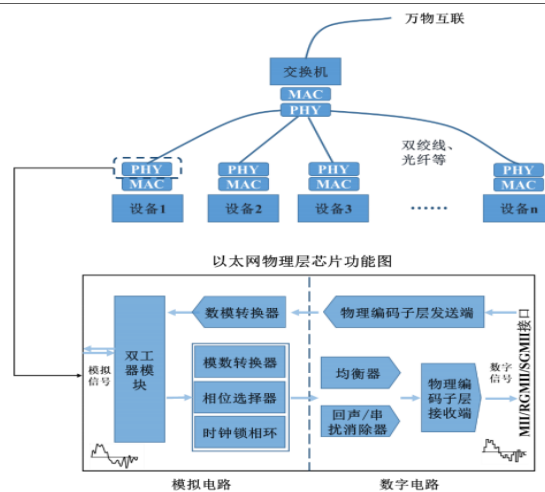 万物互联
交换机
MAC
PHY
双绞线、
光纤等
PHY
MAC
设备1
PHY
MAC
设备2
PHY
MAC
设备3
……
PHY
MAC
设备n
以太网物理层芯片功能图
数模转换器
物理编码子层发送端
双工
器模
块
模拟
信号
模数转换器
相位选择器
时钟锁相环
均衡器
回声/串
扰消除器
物理编
码子层
接收端
数字
信号
MII/RGMII/SGMII接口
模拟电路
数字电路